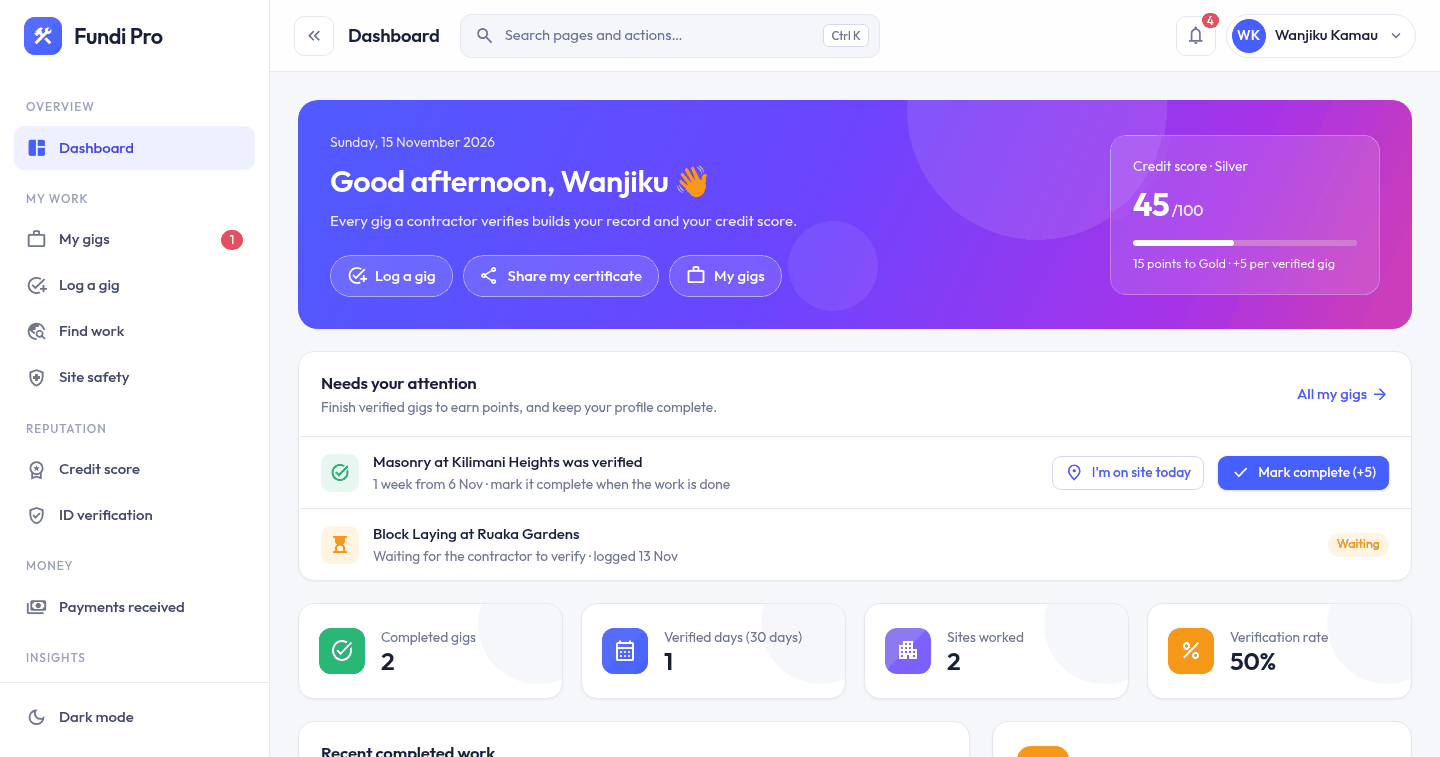 Fundi Pro
OVERVIEW
Dashboard
MY WORK
My gigs 1
Log a gig
Find work
Site safety
REPUTATION
Credit score
ID verification
MONEY
Payments received
INSIGHTS
Dark mode
Dashboard
Search pages and actions... Ctrl K
4
WK Wanjiku Kamau
Sunday, 15 November 2026
Good afternoon, Wanjiku 👋
Every gig a contractor verifies builds your record and your credit score.
Log a gig Share my certificate My gigs
Credit score · Silver
45 /100
15 points to Gold · +5 per verified gig
Needs your attention
Finish verified gigs to earn points, and keep your profile complete.
All my gigs →
Masonry at Kilimani Heights was verified
1 week from 6 Nov · mark it complete when the work is done
I'm on site today Mark complete (+5)
Block Laying at Ruaka Gardens
Waiting for the contractor to verify · logged 13 Nov
Waiting
Completed gigs
2
Verified days (30 days)
1
Sites worked
2
Verification rate
50%
Recent completed work